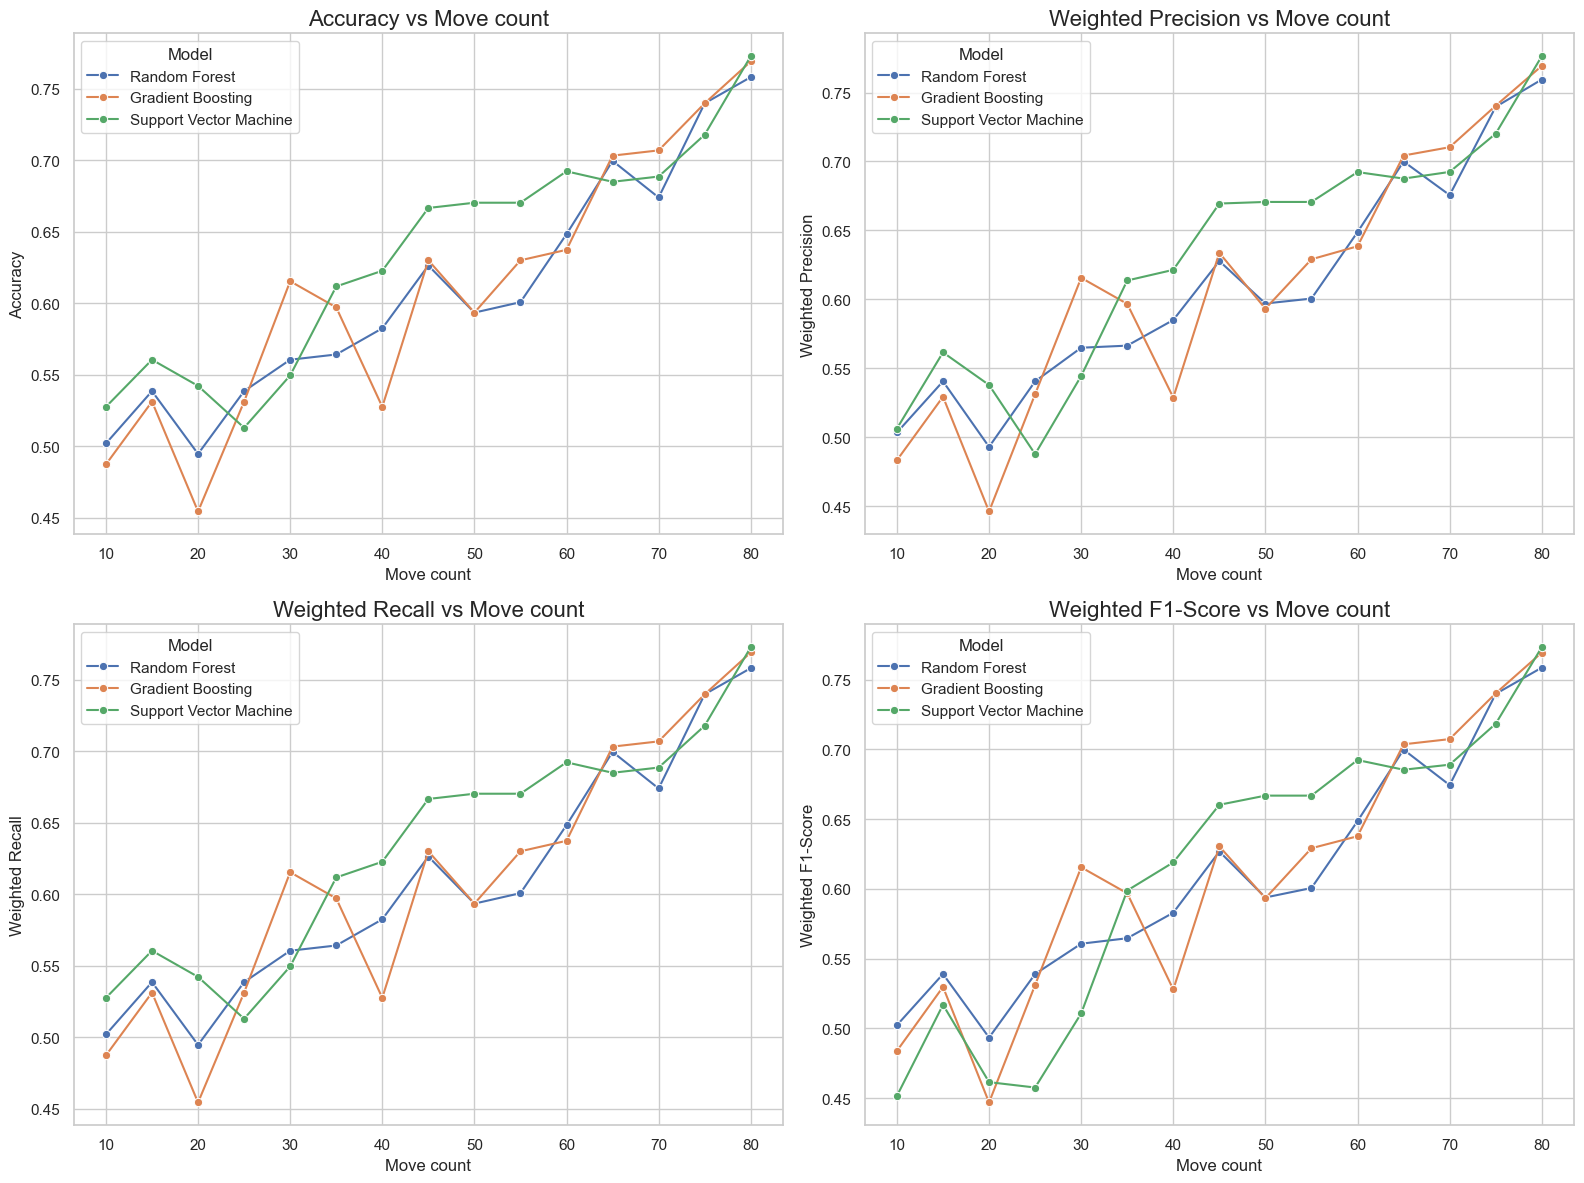 Accuracy vs Move count
Model
Random Forest
Gradient Boosting
Support Vector Machine
Accuracy
0.75
0.70
0.65
0.60
0.55
0.50
0.45
10 20 30 40 50 60 70 80
Move count
Weighted Precision vs Move count
Model
Random Forest
Gradient Boosting
Support Vector Machine
Weighted Precision
0.75
0.70
0.65
0.60
0.55
0.50
0.45
10 20 30 40 50 60 70 80
Move count
Weighted Recall vs Move count
Model
Random Forest
Gradient Boosting
Support Vector Machine
Weighted Recall
0.75
0.70
0.65
0.60
0.55
0.50
0.45
10 20 30 40 50 60 70 80
Move count
Weighted F1-Score vs Move count
Model
Random Forest
Gradient Boosting
Support Vector Machine
Weighted F1-Score
0.75
0.70
0.65
0.60
0.55
0.50
0.45
10 20 30 40 50 60 70 80
Move count